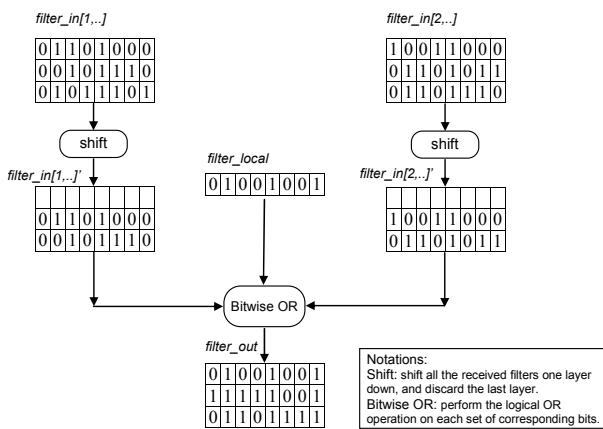 filter_in[1,..]
filter_in[2,..]
0 1 1 0 1 0 0 0
0 0 1 0 1 1 1 0
0 1 0 1 1 1 0 1
1 0 0 1 1 0 0 0
0 1 1 0 1 0 1 1
0 1 1 0 1 1 1 0
shift
shift
filter_local
filter_in[1,..]’
filter_in[2,..]’
0 1 0 0 1 0 0 1
0 1 1 0 1 0 0 0
0 0 1 0 1 1 1 0
1 0 0 1 1 0 0 0
0 1 1 0 1 0 1 1
Bitwise OR
filter_out
0 1 0 0 1 0 0 1
1 1 1 1 1 0 0 1
0 1 1 0 1 1 1 1
Notations:
Shift: shift all the received filters one layer
down, and discard the last layer.
Bitwise OR: perform the logical OR
operation on each set of corresponding bits.